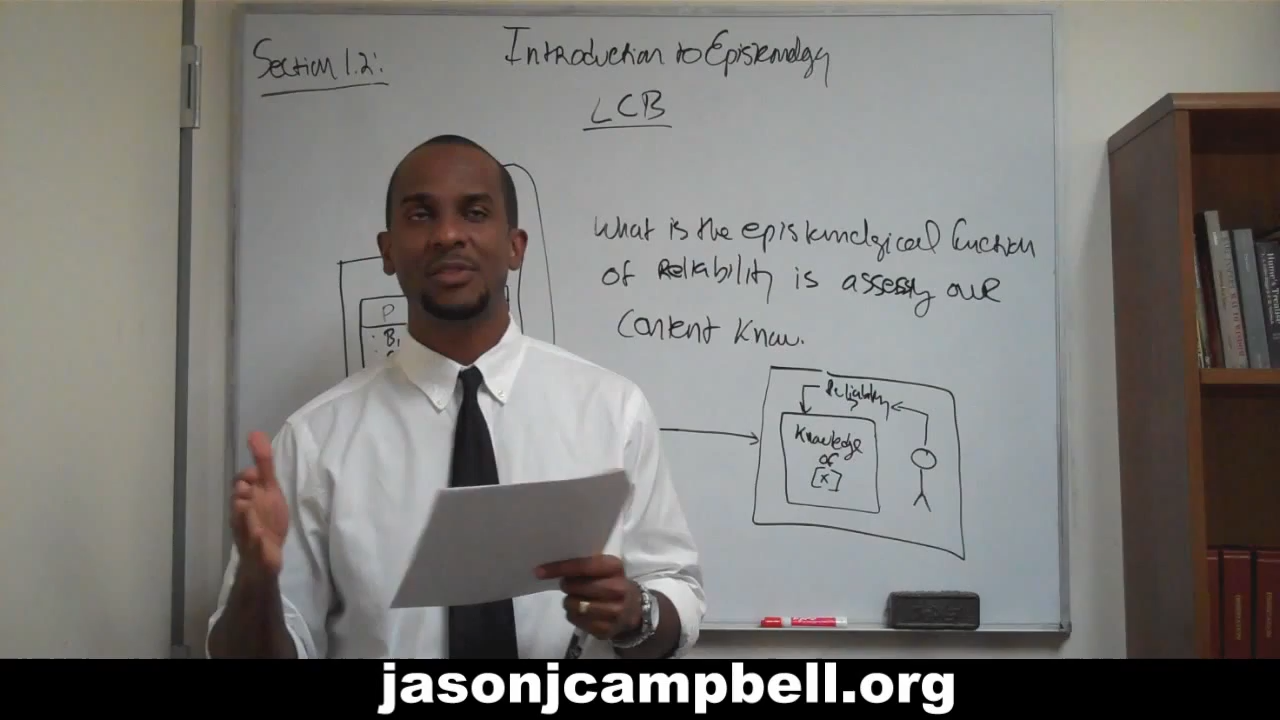 Section 1.2:
Introduction to Epistemology
LCB
What is the epistemological function
of Reliability is assessing our
Content Know.
P
B,
Reliability
Knowledge
of
[x]
jasonjcampbell.org